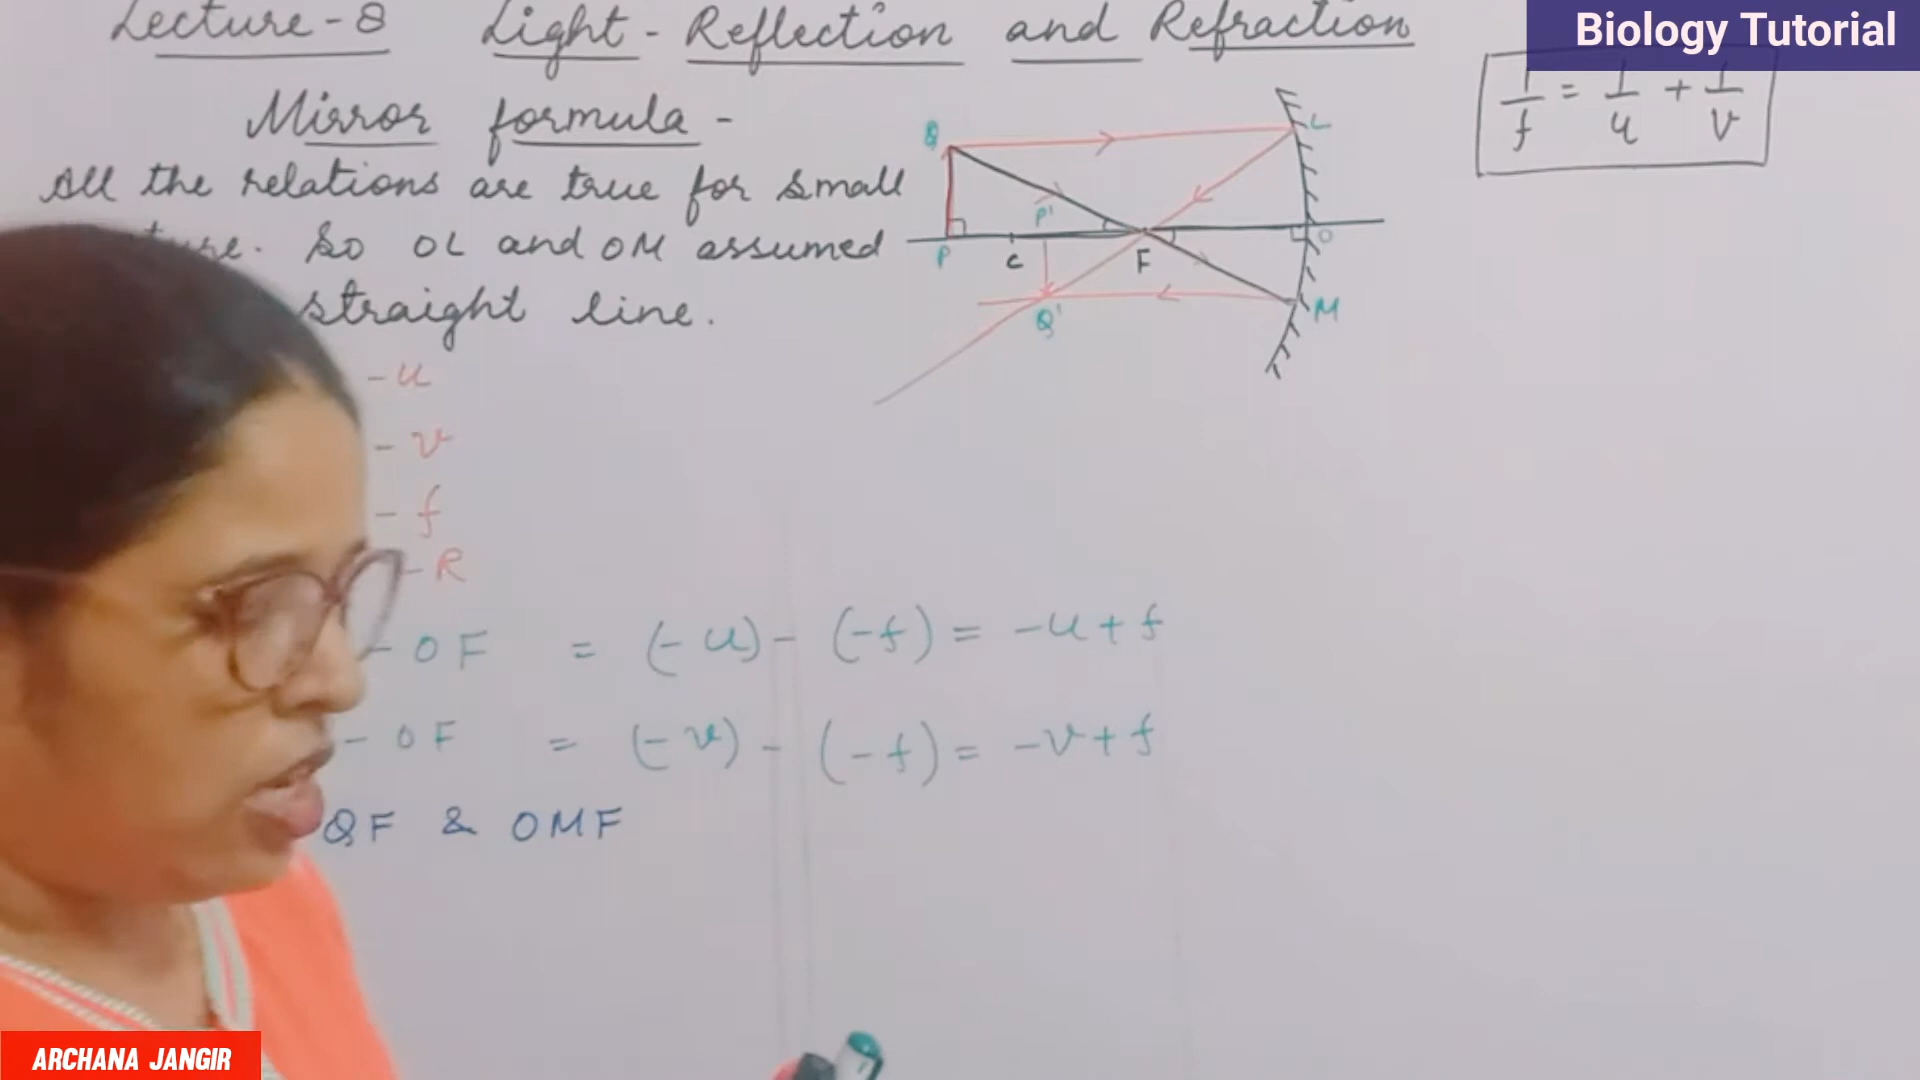 Biology Tutorial
Lecture-8 Light-Reflection and Refraction
1/f = 1/u + 1/v
Mirror formula -
All the relations are true for small
So OL and OM assumed
straight line.
Q
L
P'
P
C
F
O
Q'
M
-u
- v
- f
- R
- OF = (-u) - (-f) = -u+f
- OF = (-v) - (-f) = -v+f
QF & OMF
ARCHANA JANGIR